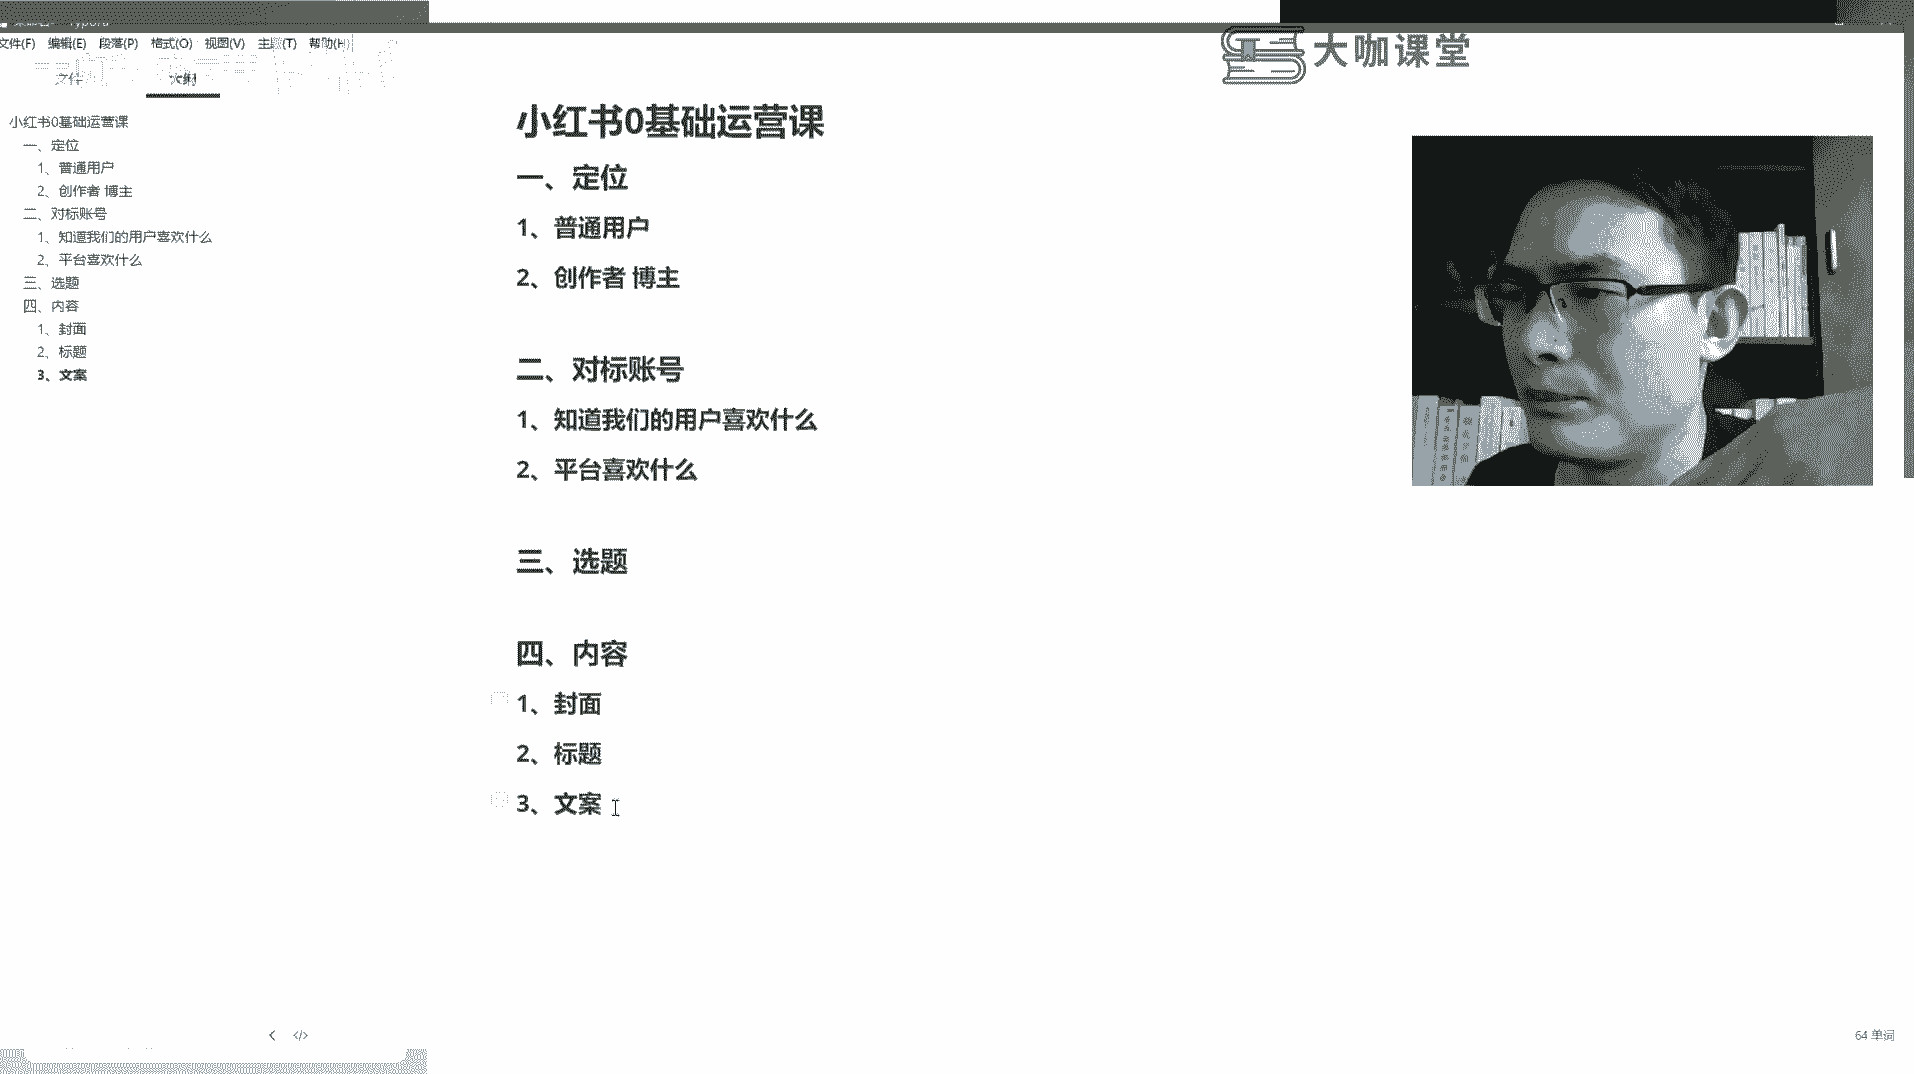 文件(F) 编辑(E) 段落(P) 格式(O) 视图(V) 主题(T) 帮助(H)
文件 大纲
大咖课堂
小红书0基础运营课
一、定位
1、普通用户
2、创作者 博主
二、对标账号
1、知道我们的用户喜欢什么
2、平台喜欢什么
三、选题
四、内容
1、封面
2、标题
3、文案
小红书0基础运营课
一、定位
1、普通用户
2、创作者 博主
二、对标账号
1、知道我们的用户喜欢什么
2、平台喜欢什么
三、选题
四、内容
1、封面
2、标题
3、文案
64 单词